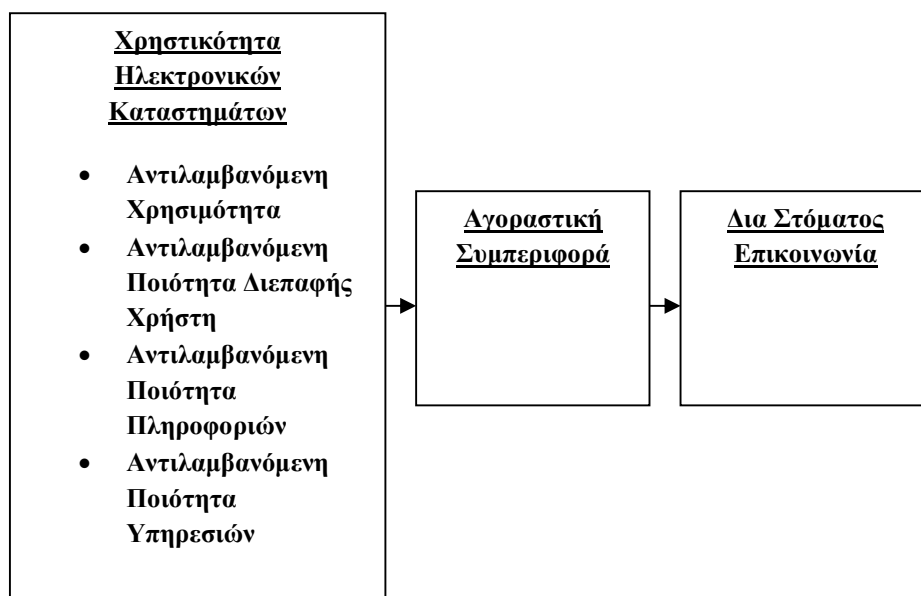 Χρηστικότητα
Ηλεκτρονικών
Καταστημάτων
• Αντιλαμβανόμενη
Χρησιμότητα
• Αντιλαμβανόμενη
Ποιότητα Διεπαφής
Χρήστη
• Αντιλαμβανόμενη
Ποιότητα
Πληροφοριών
• Αντιλαμβανόμενη
Ποιότητα
Υπηρεσιών
Αγοραστική
Συμπεριφορά
Δια Στόματος
Επικοινωνία